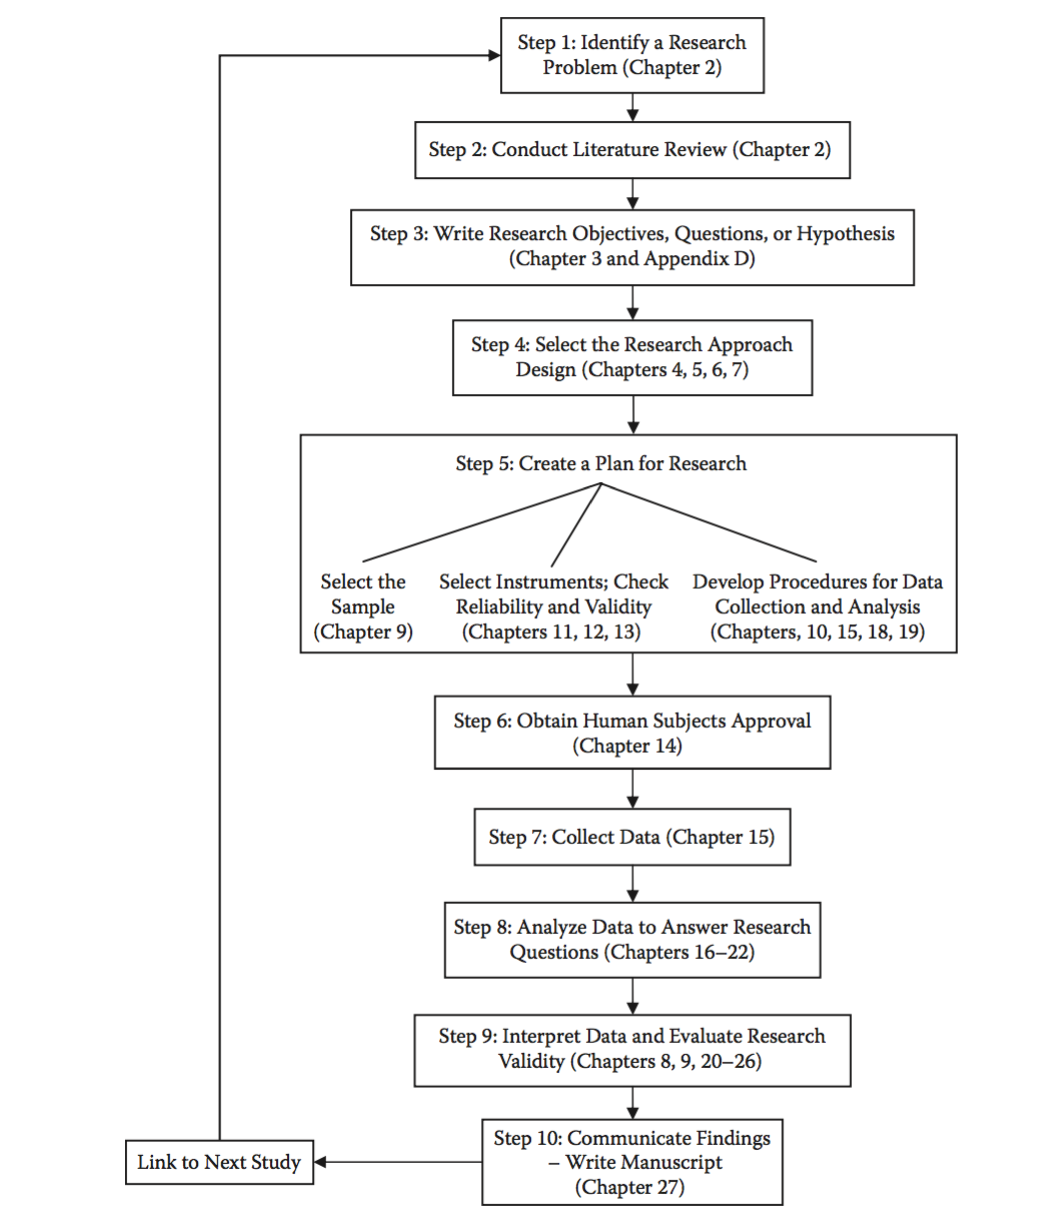 Step 1: Identify a Research
Problem (Chapter 2)
Step 2: Conduct Literature Review (Chapter 2)
Step 3: Write Research Objectives, Questions, or Hypothesis
(Chapter 3 and Appendix D)
Step 4: Select the Research Approach
Design (Chapters 4, 5, 6, 7)
Step 5: Create a Plan for Research
Select the
Sample
(Chapter 9)
Select Instruments; Check
Reliability and Validity
(Chapters 11, 12, 13)
Develop Procedures for Data
Collection and Analysis
(Chapters, 10, 15, 18, 19)
Step 6: Obtain Human Subjects Approval
(Chapter 14)
Step 7: Collect Data (Chapter 15)
Step 8: Analyze Data to Answer Research
Questions (Chapters 16–22)
Step 9: Interpret Data and Evaluate Research
Validity (Chapters 8, 9, 20–26)
Step 10: Communicate Findings
– Write Manuscript
(Chapter 27)
Link to Next Study